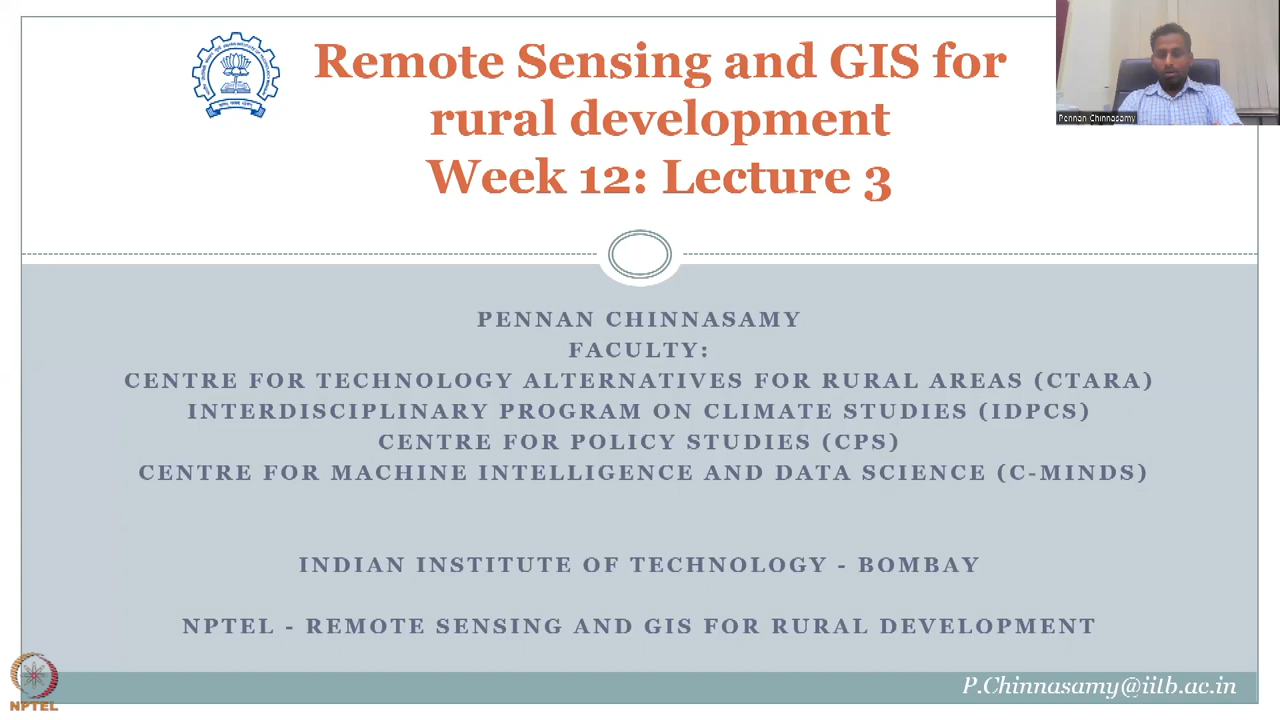 Remote Sensing and GIS for
rural development
Week 12: Lecture 3
Pennan Chinnasamy
PENNAN CHINNASAMY
FACULTY:
CENTRE FOR TECHNOLOGY ALTERNATIVES FOR RURAL AREAS (CTARA)
INTERDISCIPLINARY PROGRAM ON CLIMATE STUDIES (IDPCS)
CENTRE FOR POLICY STUDIES (CPS)
CENTRE FOR MACHINE INTELLIGENCE AND DATA SCIENCE (C-MINDS)
INDIAN INSTITUTE OF TECHNOLOGY - BOMBAY
NPTEL - REMOTE SENSING AND GIS FOR RURAL DEVELOPMENT
P.Chinnasamy@iitb.ac.in
NPTEL